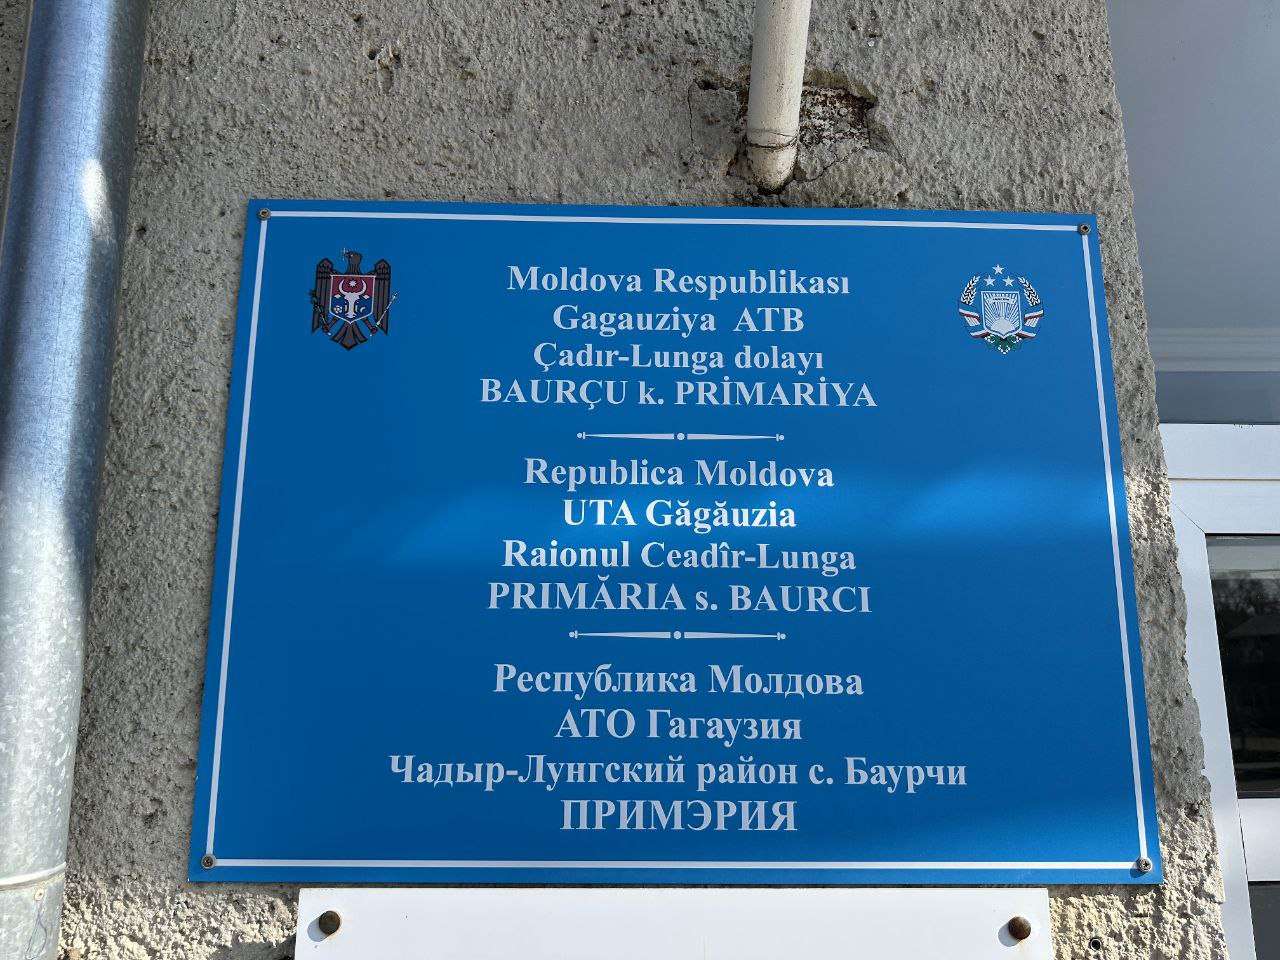 Moldova Respublikası
Gagauziya ATB
Çadır-Lunga dolayı
BAURÇU k. PRİMARİYA
Republica Moldova
UTA Găgăuzia
Raionul Ceadîr-Lunga
PRIMĂRIA s. BAURCI
Республика Молдова
АТО Гагаузия
Чадыр-Лунгский район с. Баурчи
ПРИМЭРИЯ